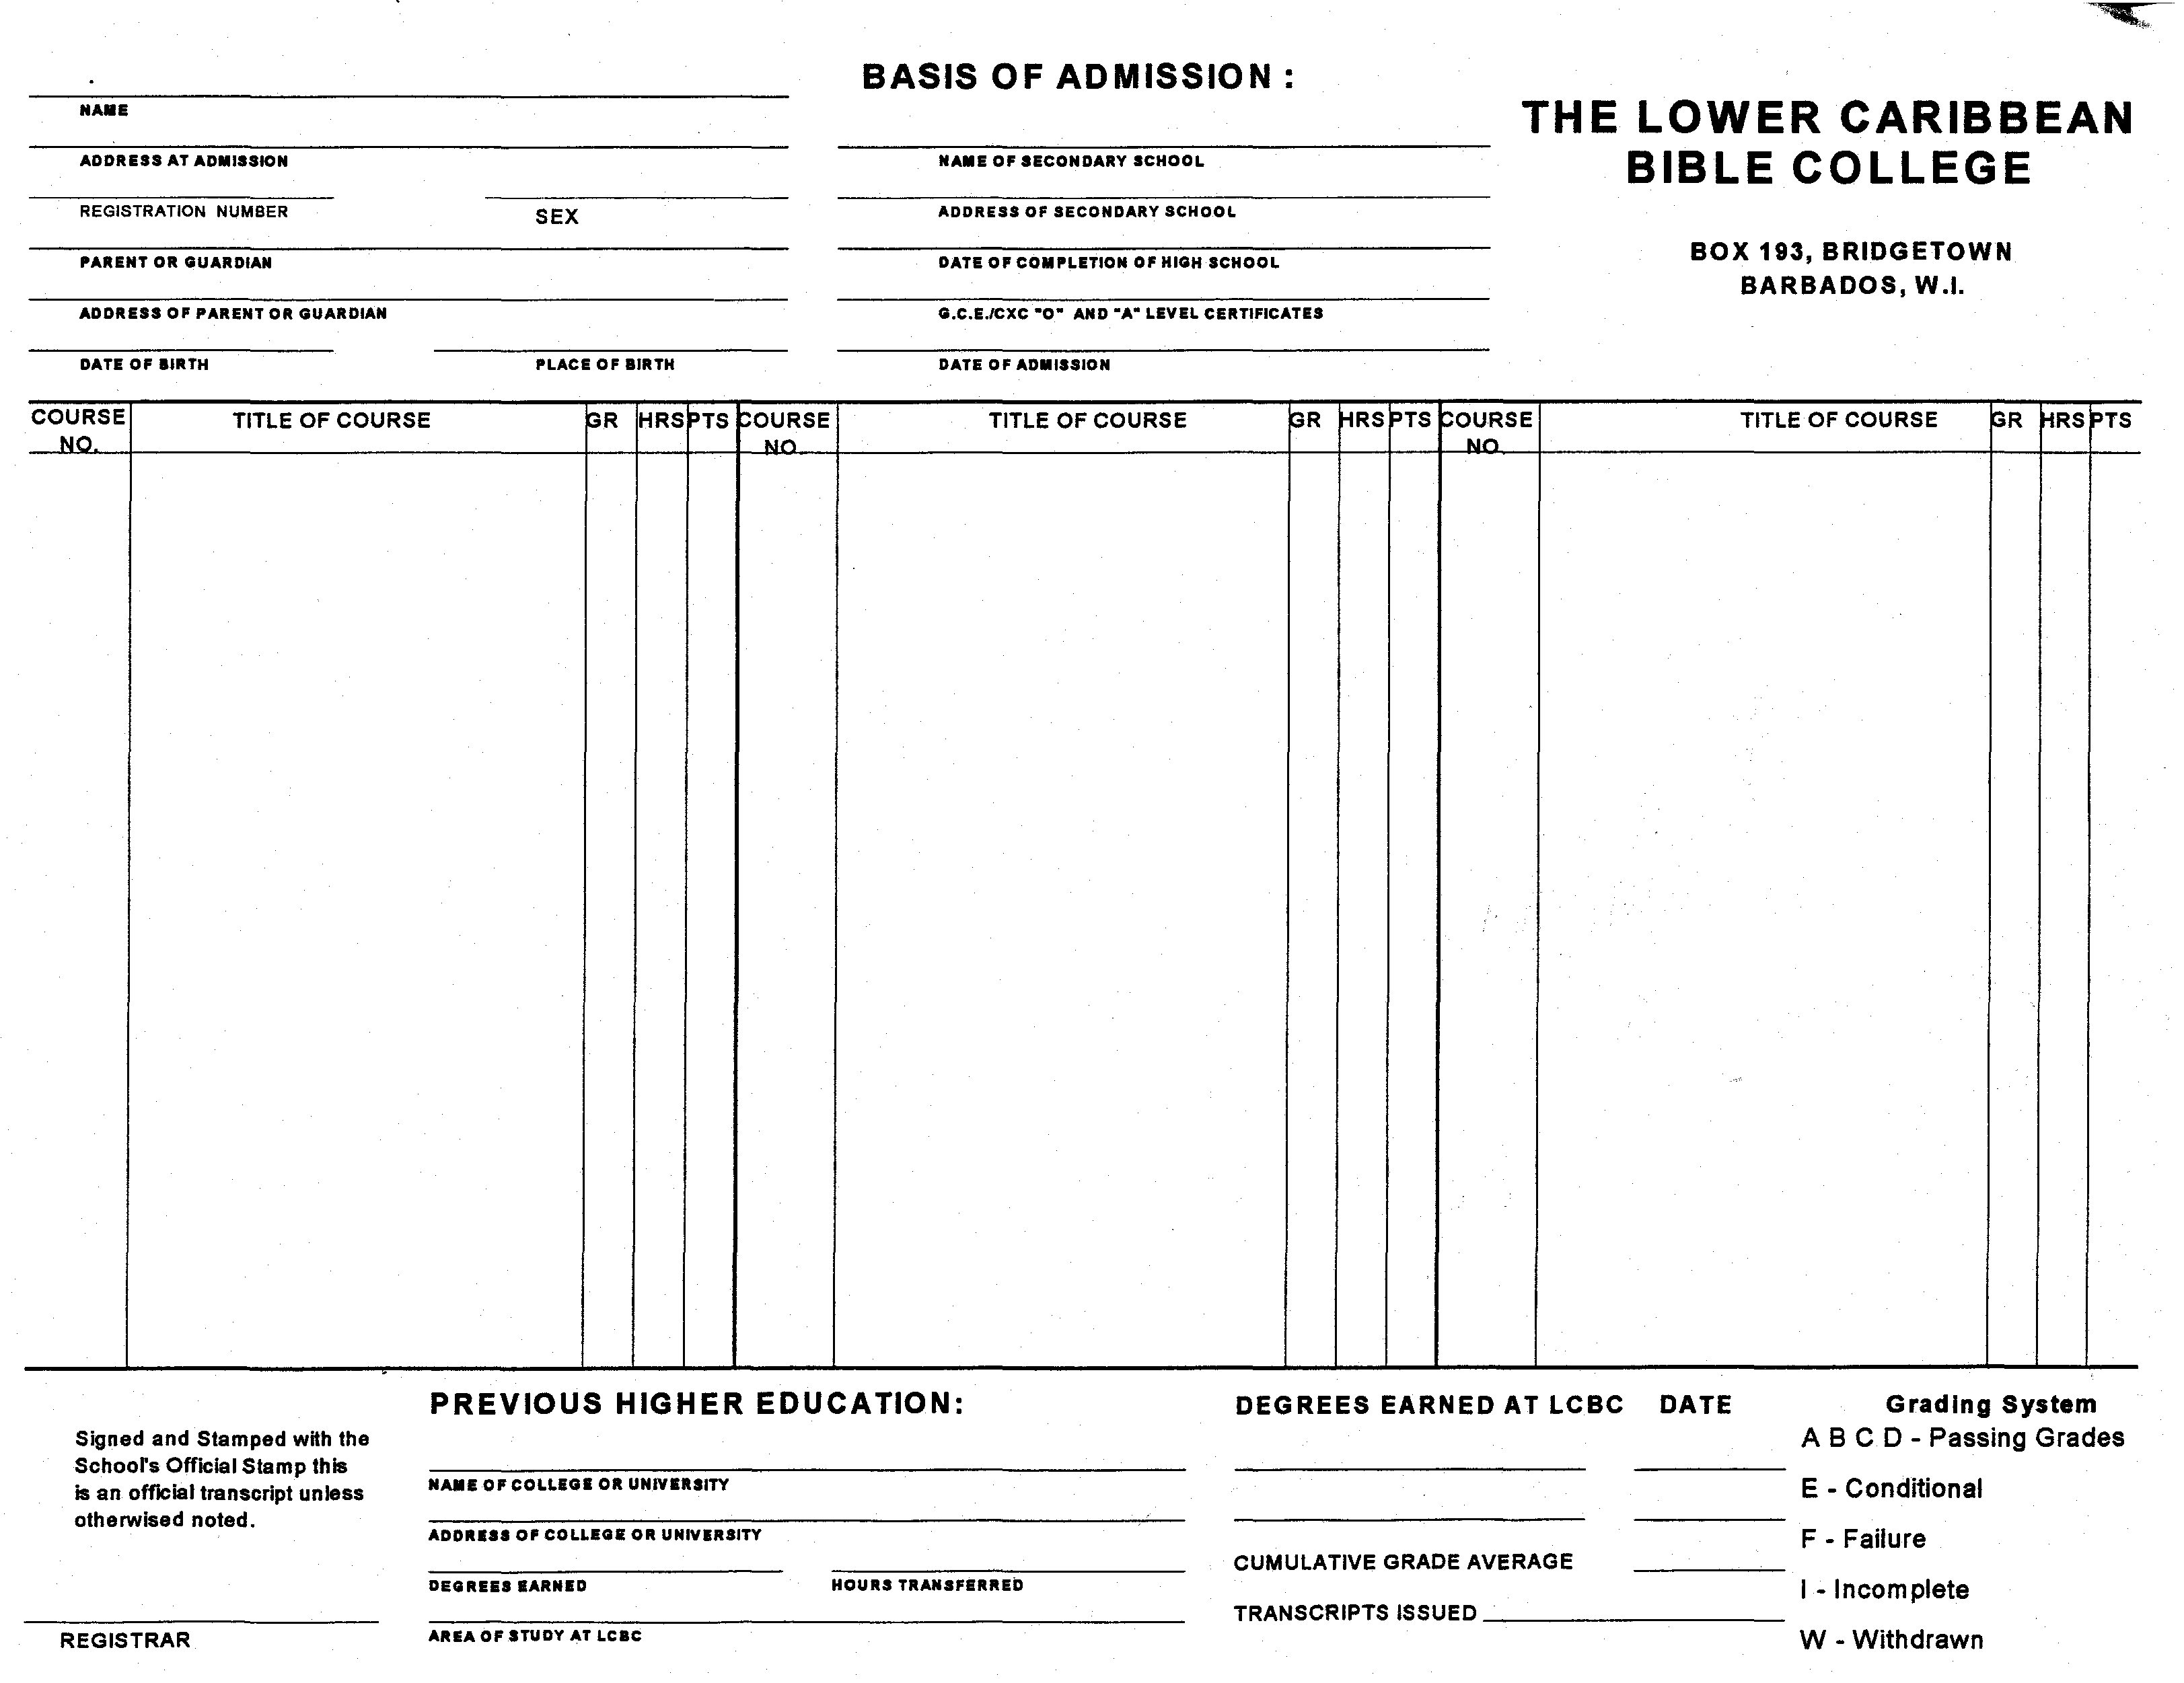 NAME
ADDRESS AT ADMISSION
REGISTRATION NUMBER SEX
PARENT OR GUARDIAN
ADDRESS OF PARENT OR GUARDIAN
DATE OF BIRTH PLACE OF BIRTH
BASIS OF ADMISSION :
NAME OF SECONDARY SCHOOL
ADDRESS OF SECONDARY SCHOOL
DATE OF COMPLETION OF HIGH SCHOOL
G.C.E./CXC "O" AND "A" LEVEL CERTIFICATES
DATE OF ADMISSION
THE LOWER CARIBBEAN
BIBLE COLLEGE
BOX 193, BRIDGETOWN
BARBADOS, W.I.
COURSE TITLE OF COURSE GR HRS PTS COURSE TITLE OF COURSE GR HRS PTS COURSE TITLE OF COURSE GR HRS PTS
NO. NO. NO.
Signed and Stamped with the
School's Official Stamp this
is an official transcript unless
otherwised noted.
REGISTRAR
PREVIOUS HIGHER EDUCATION:
NAME OF COLLEGE OR UNIVERSITY
ADDRESS OF COLLEGE OR UNIVERSITY
DEGREES EARNED HOURS TRANSFERRED
AREA OF STUDY AT LCBC
DEGREES EARNED AT LCBC DATE
CUMULATIVE GRADE AVERAGE
TRANSCRIPTS ISSUED
Grading System
A B C D - Passing Grades
E - Conditional
F - Failure
I - Incomplete
W - Withdrawn